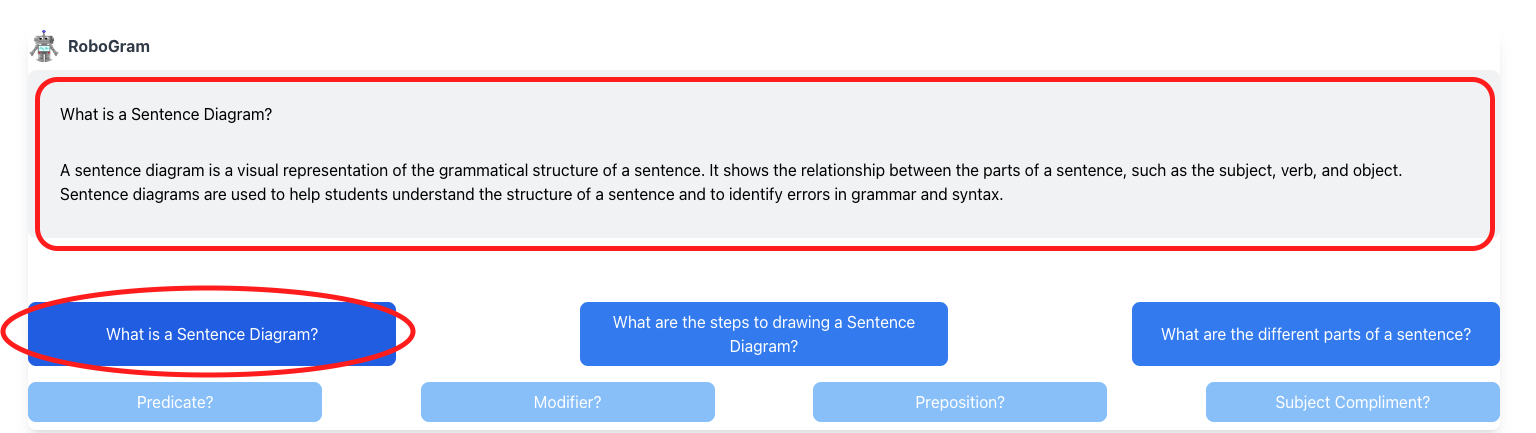 RoboGram
What is a Sentence Diagram?
A sentence diagram is a visual representation of the grammatical structure of a sentence. It shows the relationship between the parts of a sentence, such as the subject, verb, and object.
Sentence diagrams are used to help students understand the structure of a sentence and to identify errors in grammar and syntax.
What is a Sentence Diagram?
What are the steps to drawing a Sentence
Diagram?
What are the different parts of a sentence?
Predicate?
Modifier?
Preposition?
Subject Compliment?